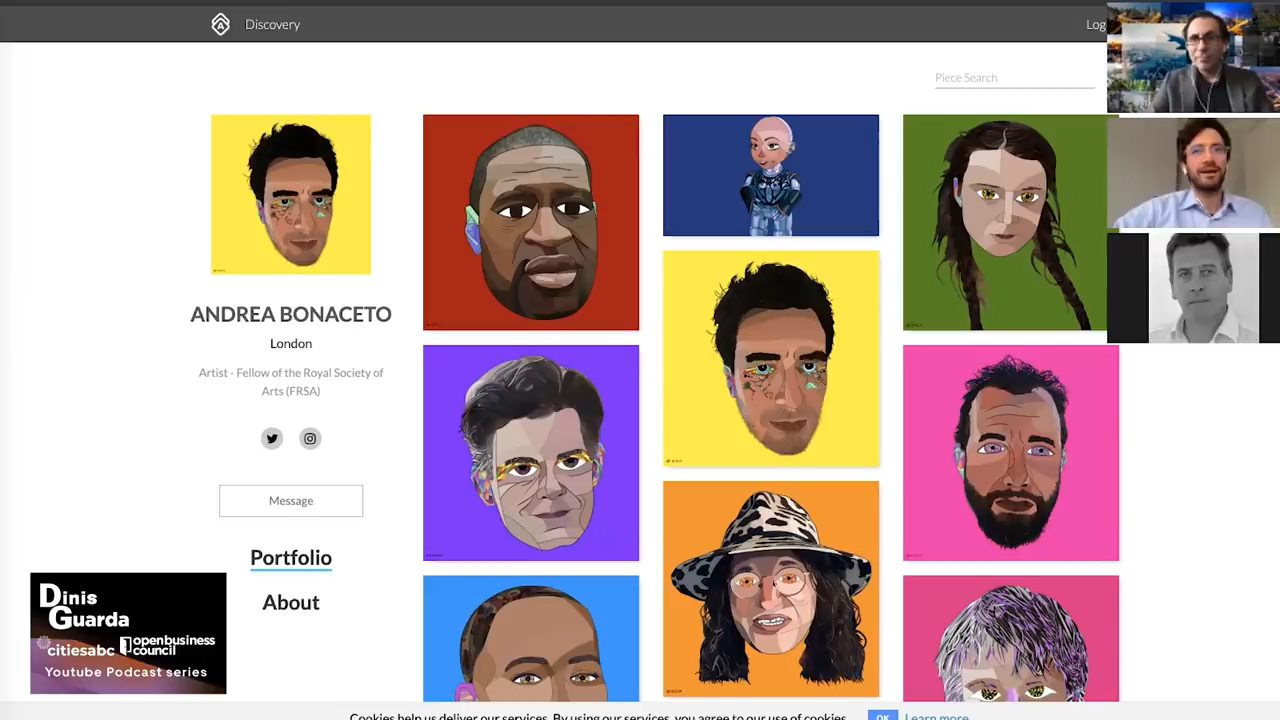 Discovery
Log
Piece Search
ANDREA BONACETO
London
Artist - Fellow of the Royal Society of
Arts (FRSA)
Message
Portfolio
About
Dinis
Guarda
citiesabc
openbusiness
council
Youtube Podcast series
Cookies help us deliver our services. By using our services, you agree to our use of cookies.
OK
Learn more